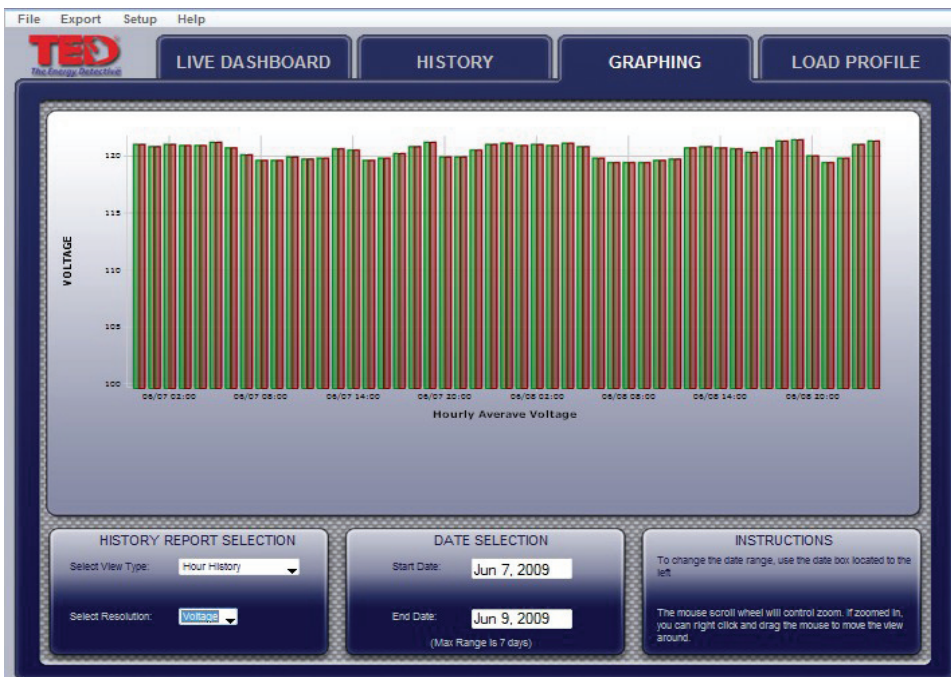 File Export Setup Help
TED
The Energy Detective
LIVE DASHBOARD
HISTORY
GRAPHING
LOAD PROFILE
120
115
110
105
100
VOLTAGE
06/07 02:00 06/07 08:00 06/07 14:00 06/07 20:00 06/08 02:00 06/08 08:00 06/08 14:00 06/08 20:00
Hourly Averave Voltage
HISTORY REPORT SELECTION
Select View Type: Hour History
Select Resolution: Voltage
DATE SELECTION
Start Date: Jun 7, 2009
End Date: Jun 9, 2009
(Max Range is 7 days)
INSTRUCTIONS
To change the date range, use the date box located to the
left
The mouse scroll wheel will control zoom. If zoomed in,
you can right click and drag the mouse to move the view
around.